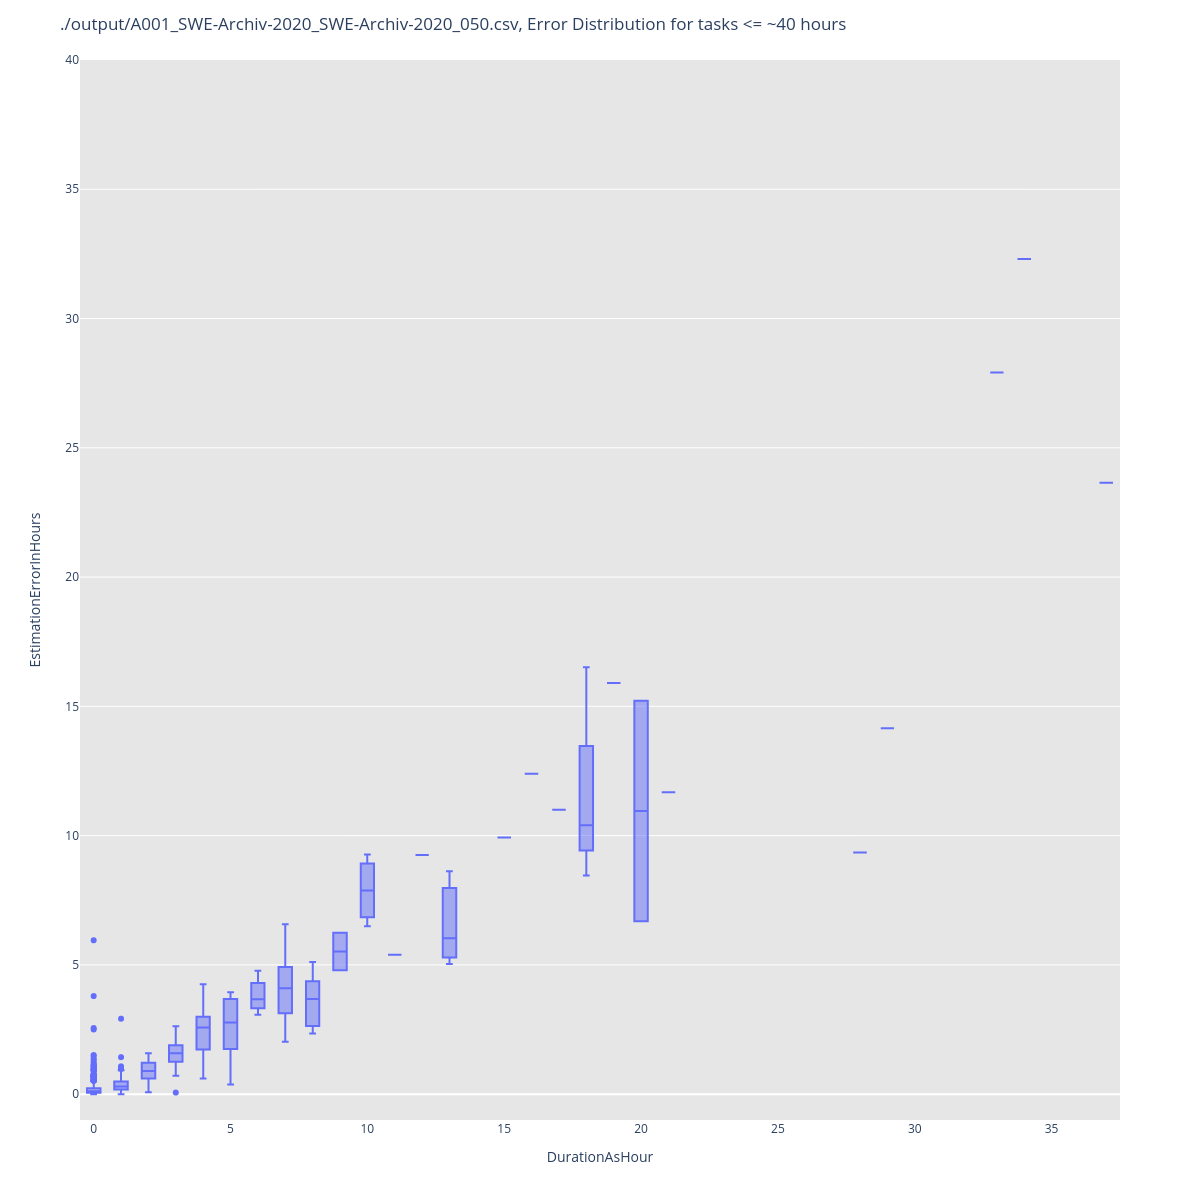 ./output/A001_SWE-Archiv-2020_SWE-Archiv-2020_050.csv, Error Distribution for tasks <= ~40 hours
40
35
30
25
20
15
10
5
0
EstimationErrorInHours
0 5 10 15 20 25 30 35
DurationAsHour